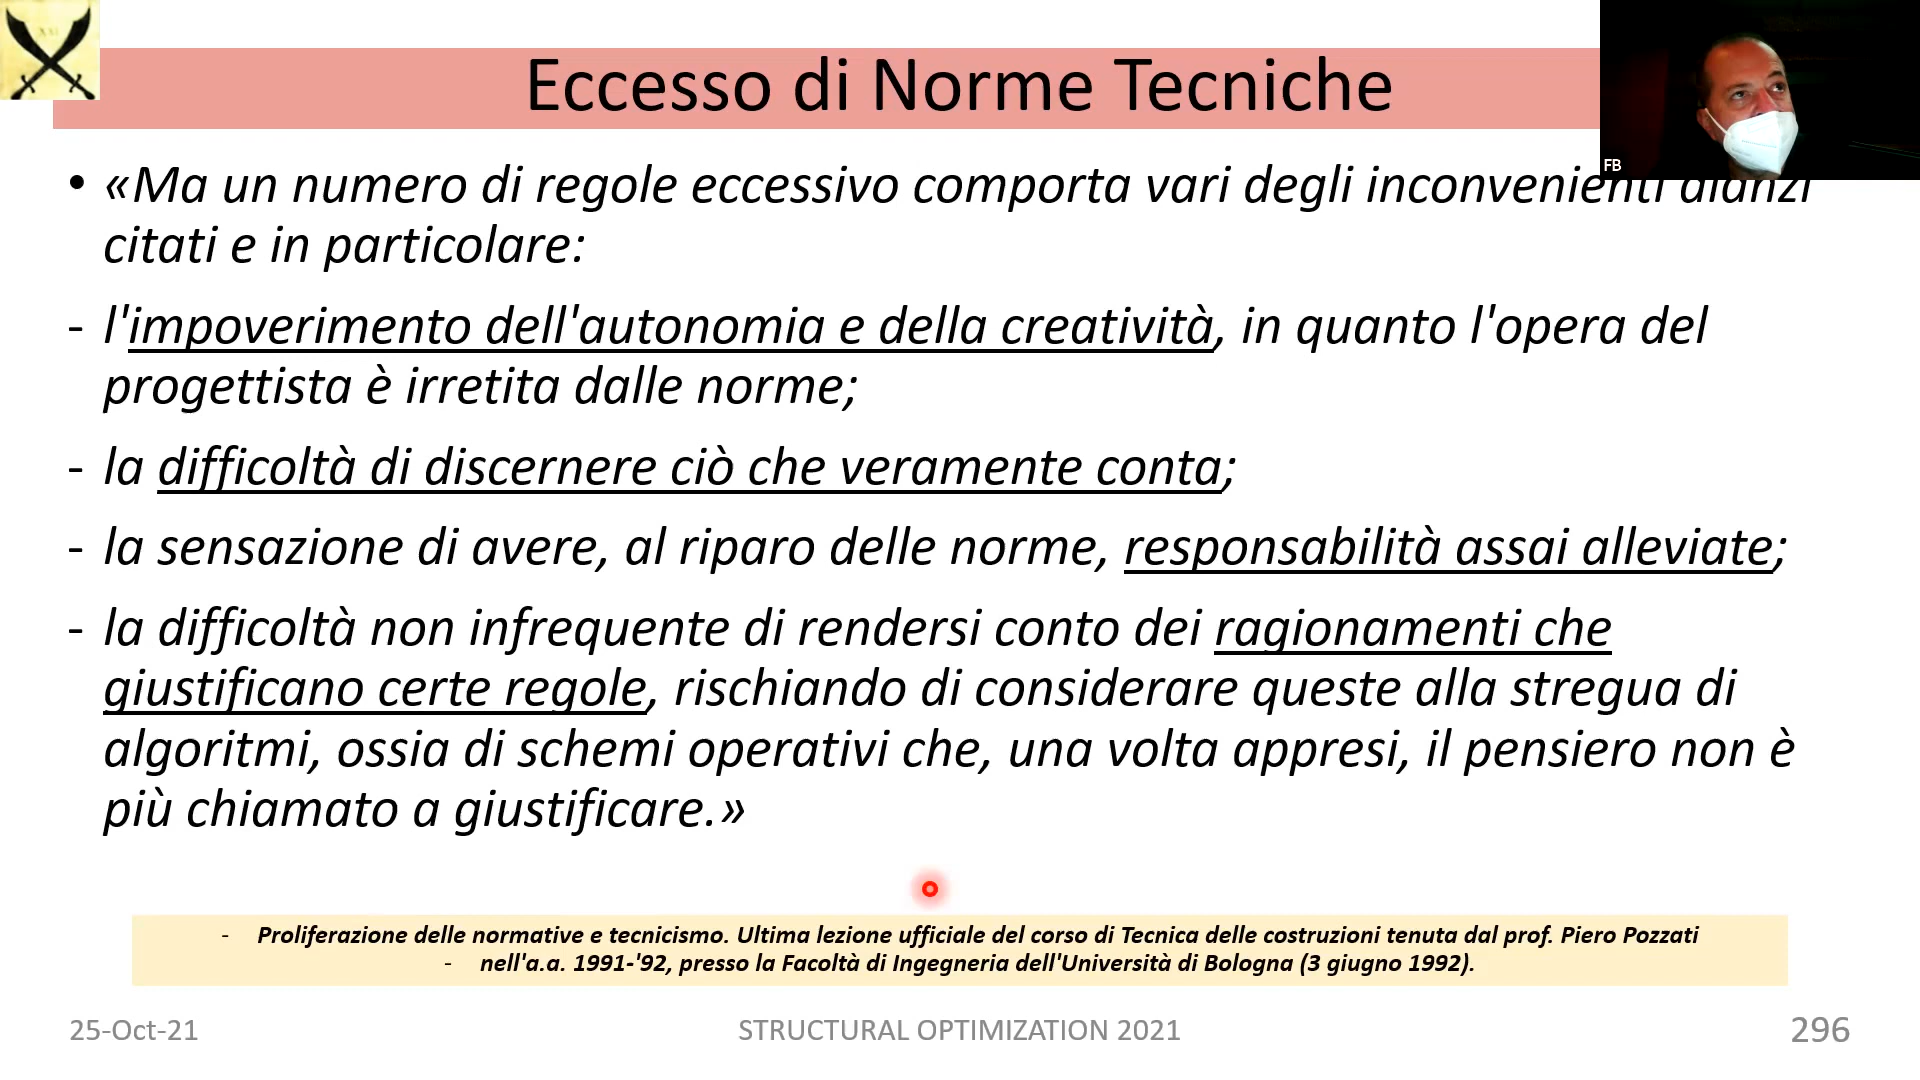 XXI
Eccesso di Norme Tecniche
FB
• «Ma un numero di regole eccessivo comporta vari degli inconvenienti dianzi
citati e in particolare:
- l'impoverimento dell'autonomia e della creatività, in quanto l'opera del
progettista è irretita dalle norme;
- la difficoltà di discernere ciò che veramente conta;
- la sensazione di avere, al riparo delle norme, responsabilità assai alleviate;
- la difficoltà non infrequente di rendersi conto dei ragionamenti che
giustificano certe regole, rischiando di considerare queste alla stregua di
algoritmi, ossia di schemi operativi che, una volta appresi, il pensiero non è
più chiamato a giustificare.»
- Proliferazione delle normative e tecnicismo. Ultima lezione ufficiale del corso di Tecnica delle costruzioni tenuta dal prof. Piero Pozzati
- nell'a.a. 1991-'92, presso la Facoltà di Ingegneria dell'Università di Bologna (3 giugno 1992).
25-Oct-21
STRUCTURAL OPTIMIZATION 2021
296